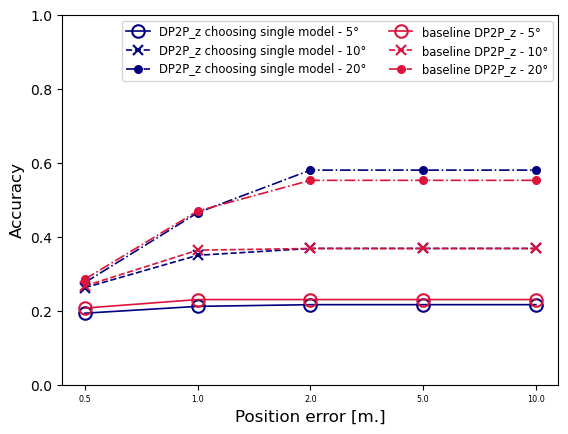 DP2P_z choosing single model - 5°
DP2P_z choosing single model - 10°
DP2P_z choosing single model - 20°
baseline DP2P_z - 5°
baseline DP2P_z - 10°
baseline DP2P_z - 20°
1.0
0.8
0.6
0.4
0.2
0.0
Accuracy
0.5 1.0 2.0 5.0 10.0
Position error [m.]